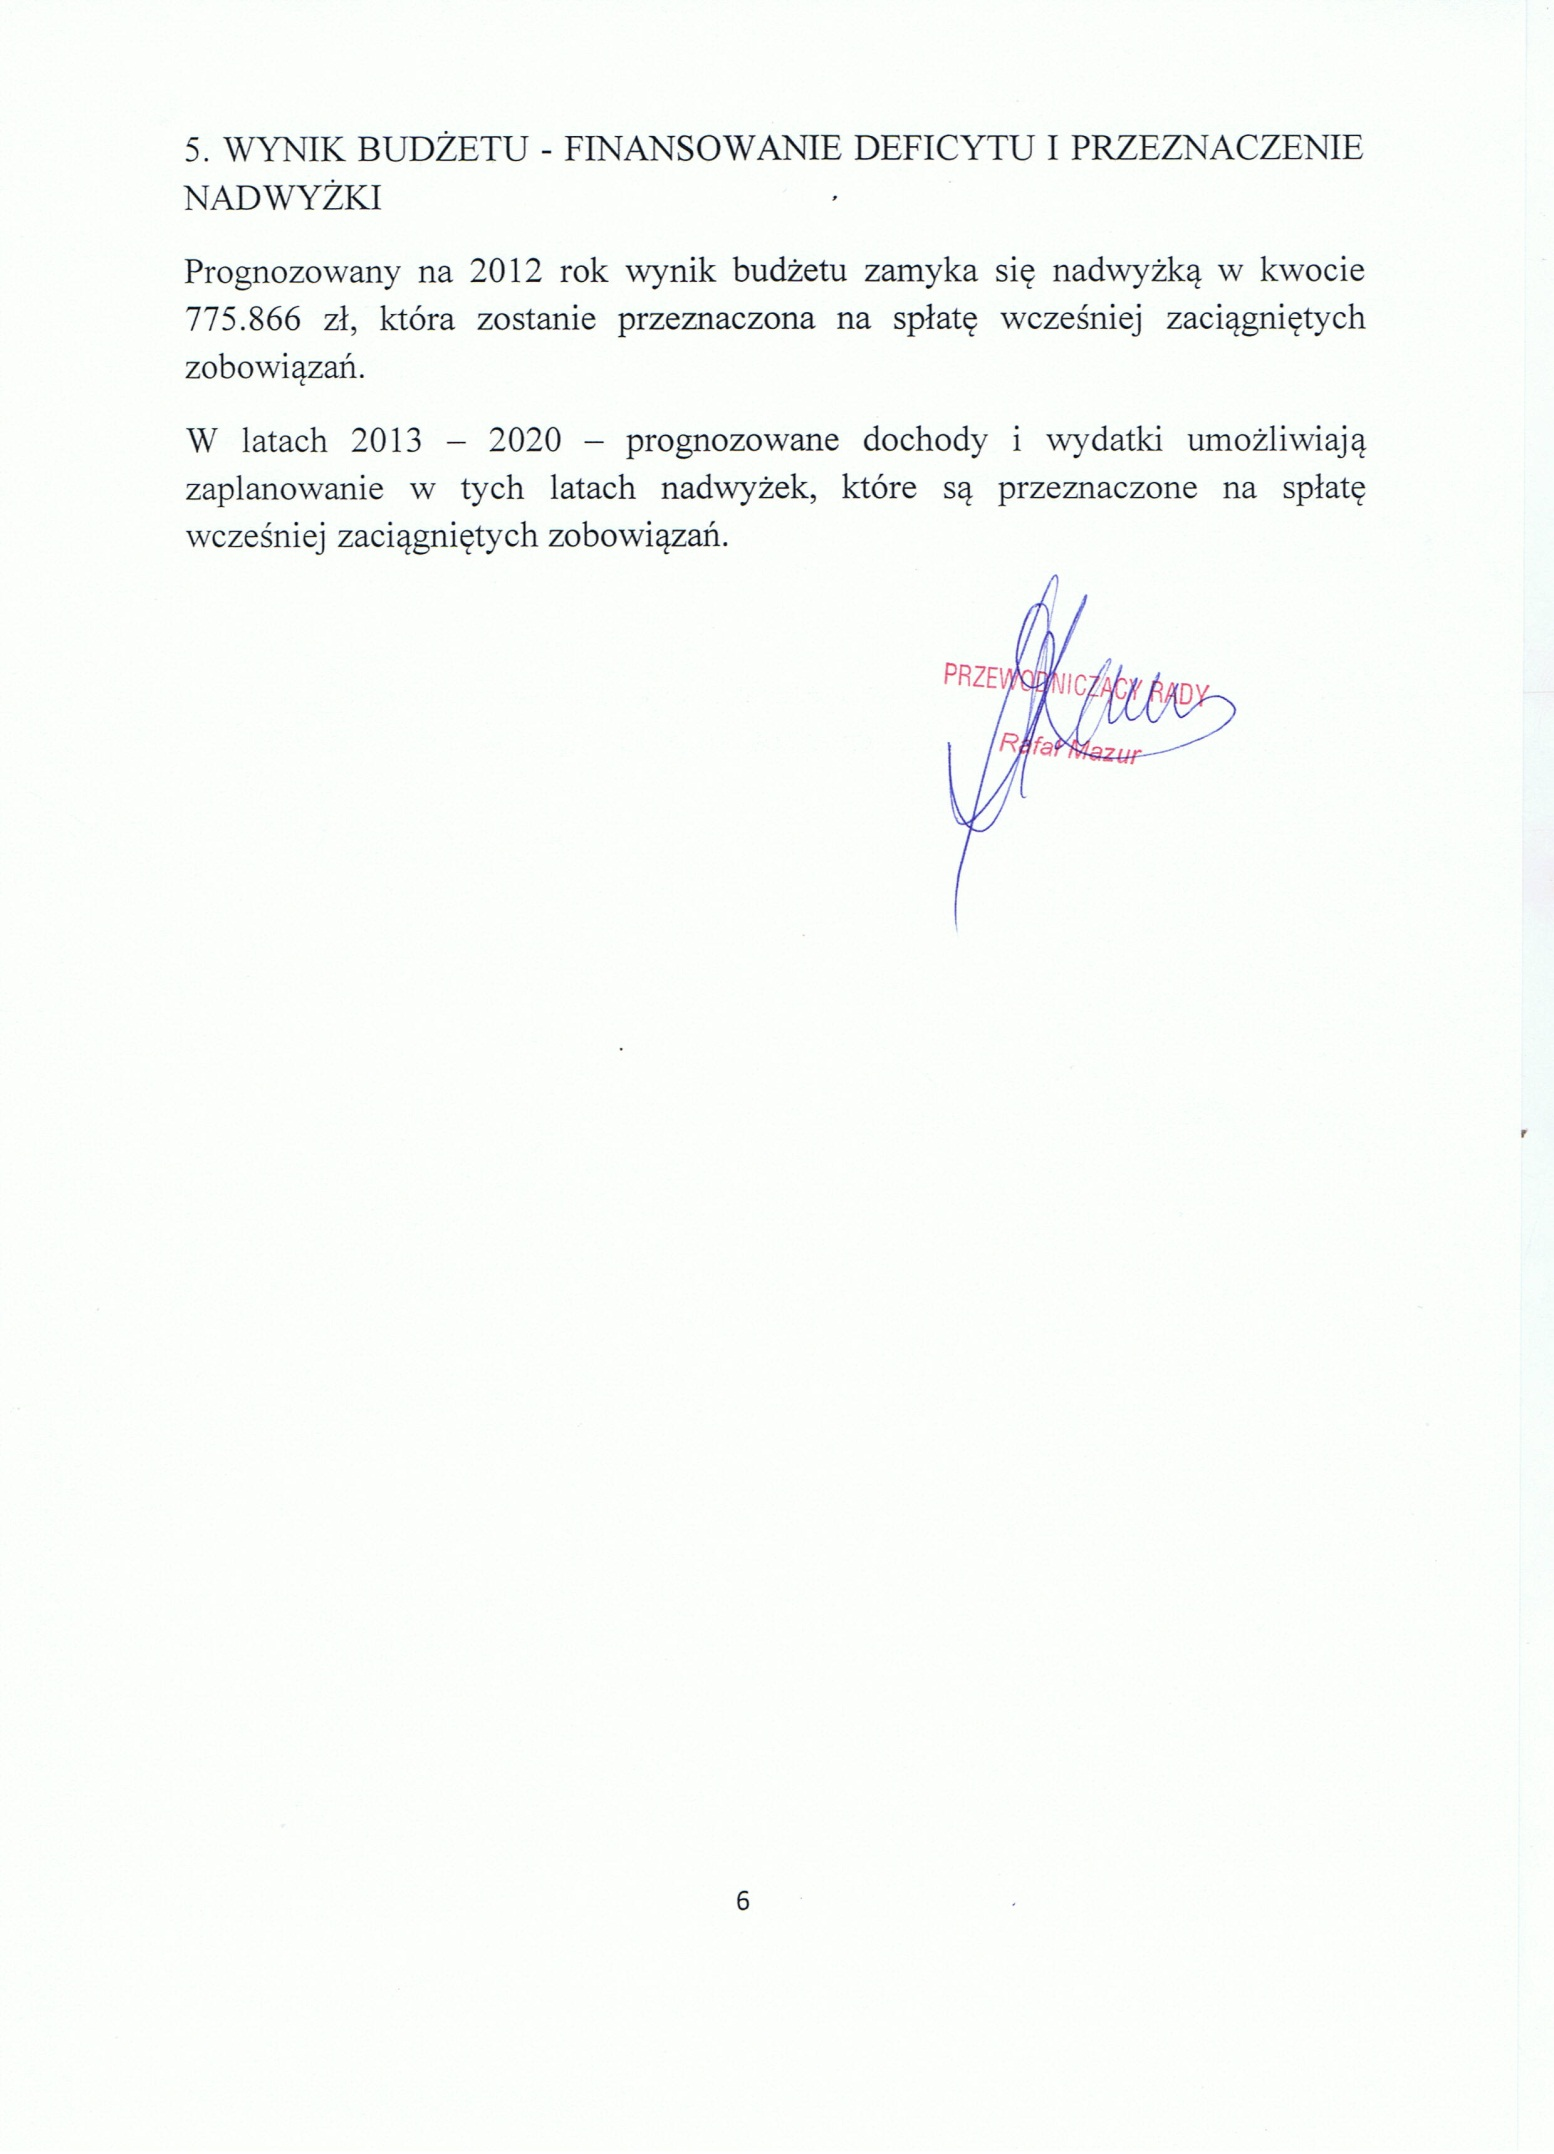 5. WYNIK BUDŻETU - FINANSOWANIE DEFICYTU I PRZEZNACZENIE
NADWYŻKI
Prognozowany na 2012 rok wynik budżetu zamyka się nadwyżką w kwocie
775.866 zł, która zostanie przeznaczona na spłatę wcześniej zaciągniętych
zobowiązań.
W latach 2013 – 2020 – prognozowane dochody i wydatki umożliwiają
zaplanowanie w tych latach nadwyżek, które są przeznaczone na spłatę
wcześniej zaciągniętych zobowiązań.
PRZEWODNICZĄCY RADY
Rafał Mazur
6